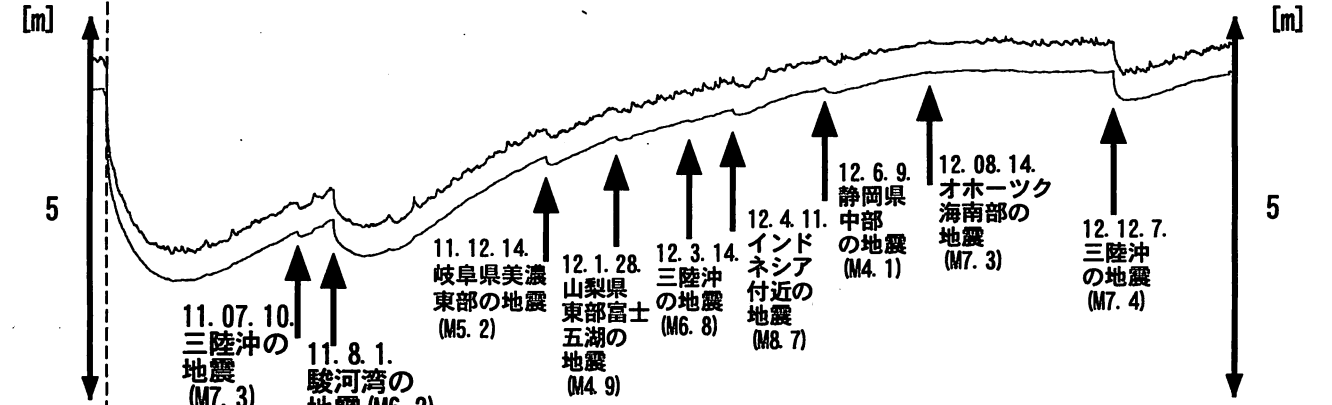 [m]
[m]
5
5
11. 07. 10.
三陸沖の
地震
(M7. 3)
11. 8. 1.
駿河湾の
11. 12. 14.
岐阜県美濃
東部の地震
(M5. 2)
12. 1. 28.
山梨県
東部富士
五湖の
地震
(M4. 9)
12. 3. 14.
三陸沖
の地震
(M6. 8)
12. 4. 11.
インド
ネシア
付近の
地震
(M8. 7)
12. 6. 9.
静岡県
中部
の地震
(M4. 1)
12. 08. 14.
オホーツク
海南部の
地震
(M7. 3)
12. 12. 7.
三陸沖
の地震
(M7. 4)